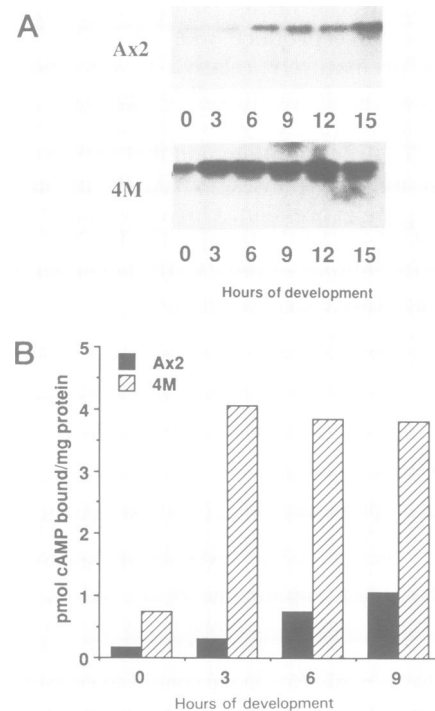 A
Ax2
0 3 6 9 12 15
4M
0 3 6 9 12 15
Hours of development
B
pmol cAMP bound/mg protein
5
4
3
2
1
0
Ax2
4M
0 3 6 9
Hours of development